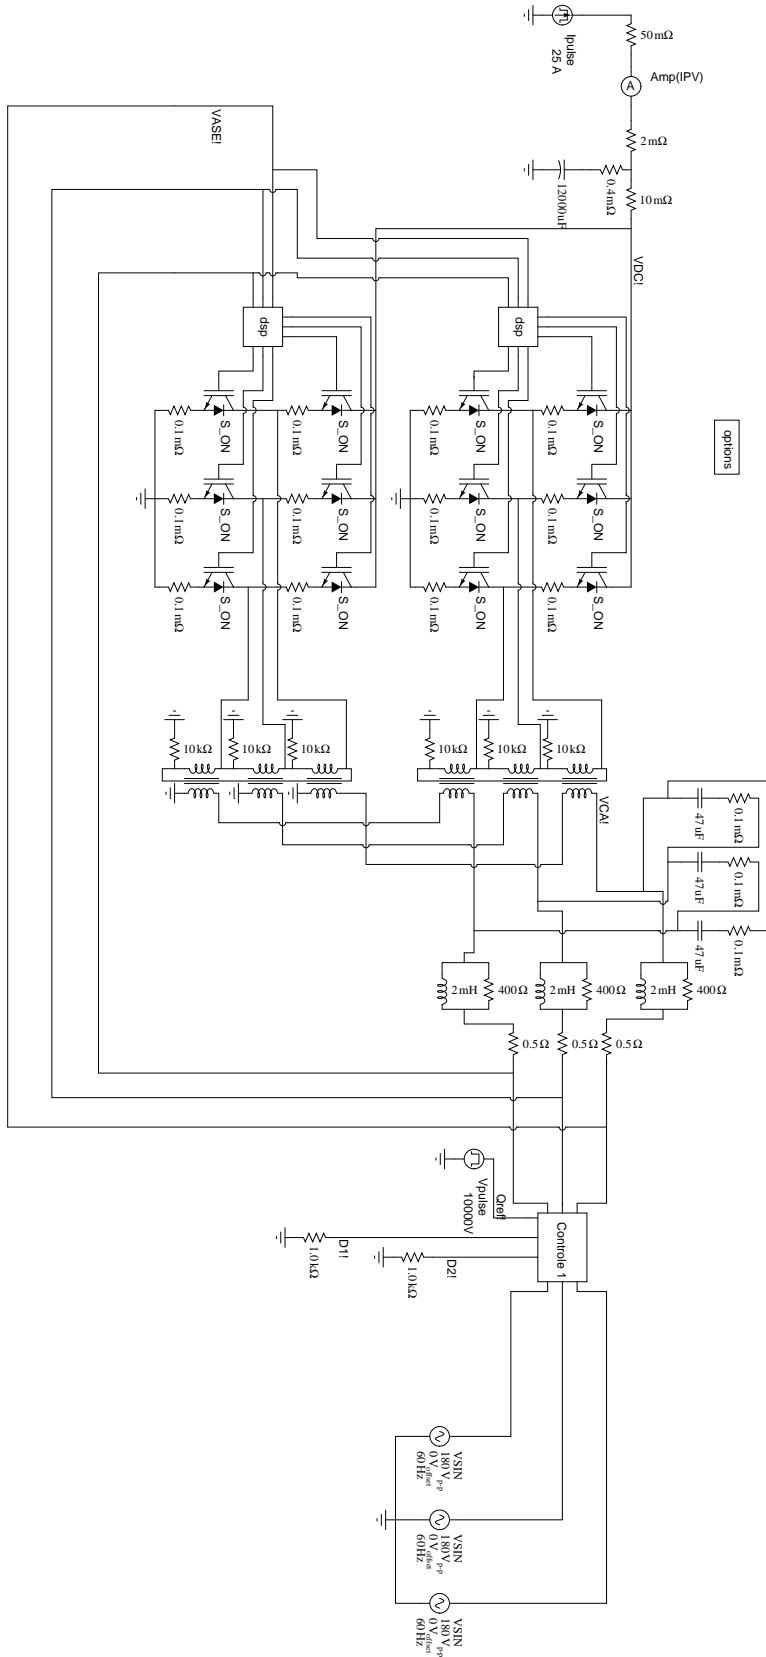 50mΩ
Ipulse
25 A
Amp(IPV)
A
2mΩ
0.4mΩ
12000uF
10mΩ
VASE!
VDC!
dsp
dsp
options
S_ON
0.1mΩ
S_ON
0.1mΩ
S_ON
0.1mΩ
S_ON
0.1mΩ
S_ON
0.1mΩ
S_ON
0.1mΩ
S_ON
0.1mΩ
S_ON
0.1mΩ
S_ON
0.1mΩ
S_ON
0.1mΩ
S_ON
0.1mΩ
S_ON
0.1mΩ
10kΩ
10kΩ
10kΩ
10kΩ
10kΩ
10kΩ
VCA!
47uF
0.1mΩ
47uF
0.1mΩ
47uF
0.1mΩ
2mH
400Ω
2mH
400Ω
2mH
400Ω
0.5Ω
0.5Ω
0.5Ω
Qref!
Vpulse
10000V
Controle 1
D1!
1.0kΩ
D2!
1.0kΩ
VSIN
180Vp-p
0Voffset
60Hz
VSIN
180Vp-p
0Voffset
60Hz
VSIN
180Vp-p
0Voffset
60Hz